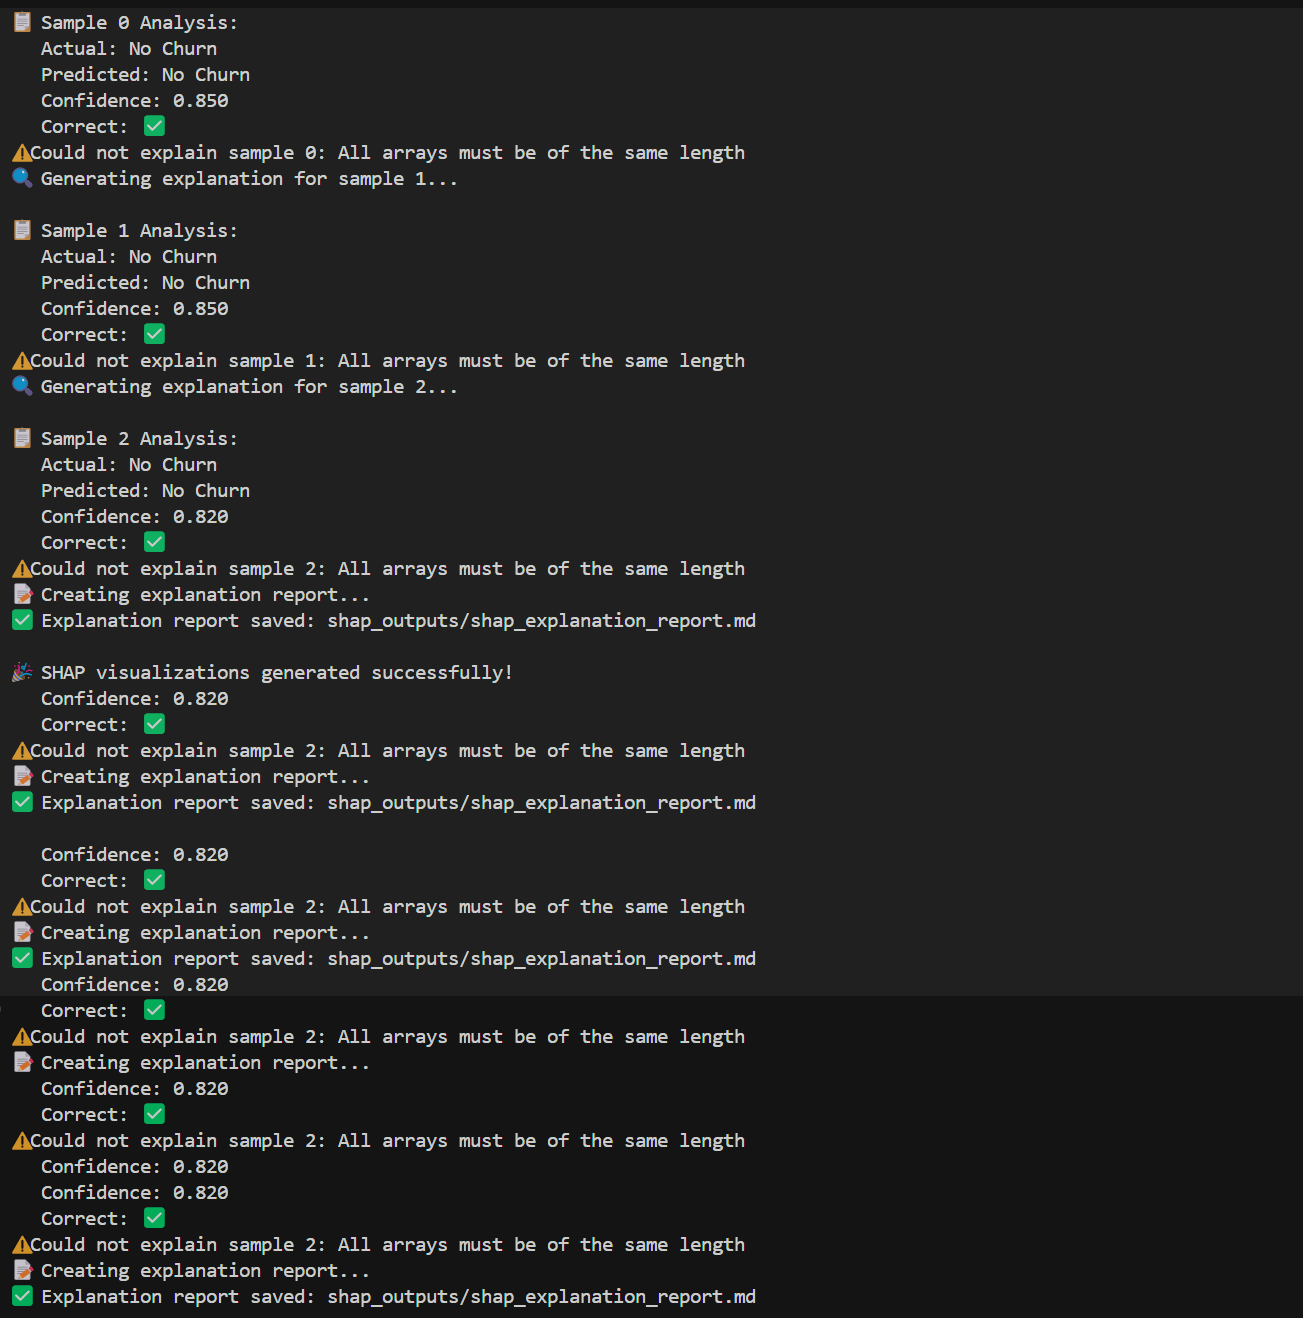 📋 Sample 0 Analysis:
Actual: No Churn
Predicted: No Churn
Confidence: 0.850
Correct: ✅
⚠️Could not explain sample 0: All arrays must be of the same length
🔍 Generating explanation for sample 1...
📋 Sample 1 Analysis:
Actual: No Churn
Predicted: No Churn
Confidence: 0.850
Correct: ✅
⚠️Could not explain sample 1: All arrays must be of the same length
🔍 Generating explanation for sample 2...
📋 Sample 2 Analysis:
Actual: No Churn
Predicted: No Churn
Confidence: 0.820
Correct: ✅
⚠️Could not explain sample 2: All arrays must be of the same length
📝 Creating explanation report...
✅ Explanation report saved: shap_outputs/shap_explanation_report.md
🎉 SHAP visualizations generated successfully!
Confidence: 0.820
Correct: ✅
⚠️Could not explain sample 2: All arrays must be of the same length
📝 Creating explanation report...
✅ Explanation report saved: shap_outputs/shap_explanation_report.md
Confidence: 0.820
Correct: ✅
⚠️Could not explain sample 2: All arrays must be of the same length
📝 Creating explanation report...
✅ Explanation report saved: shap_outputs/shap_explanation_report.md
Confidence: 0.820
Correct: ✅
⚠️Could not explain sample 2: All arrays must be of the same length
📝 Creating explanation report...
Confidence: 0.820
Correct: ✅
⚠️Could not explain sample 2: All arrays must be of the same length
Confidence: 0.820
Confidence: 0.820
Correct: ✅
⚠️Could not explain sample 2: All arrays must be of the same length
📝 Creating explanation report...
✅ Explanation report saved: shap_outputs/shap_explanation_report.md